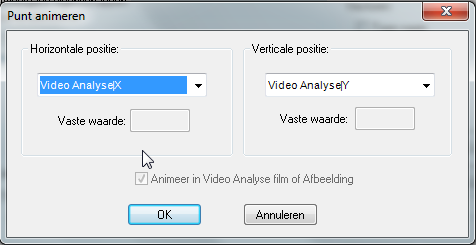 Punt animeren
Horizontale positie:
Video Analyse|X
Vaste waarde:
Verticale positie:
Video Analyse|Y
Vaste waarde:
Animeer in Video Analyse film of Afbeelding
OK
Annuleren